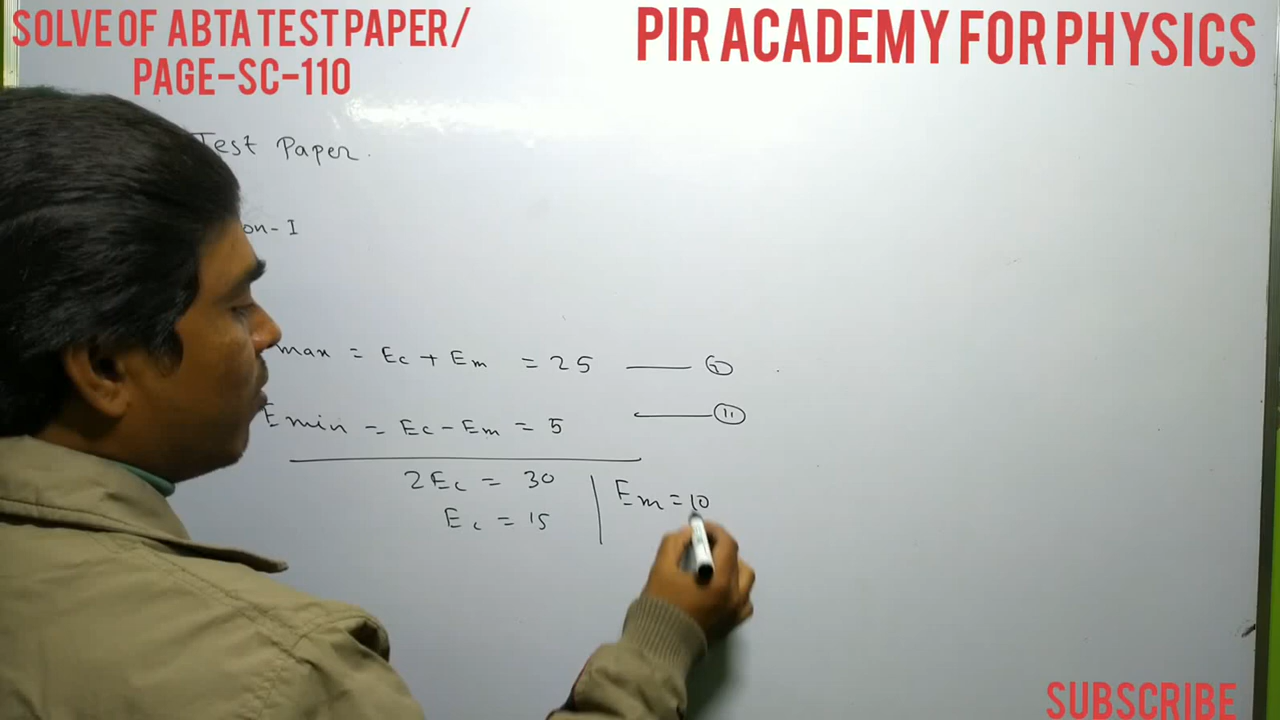 SOLVE OF ABTA TEST PAPER/
PAGE-SC-110
PIR ACADEMY FOR PHYSICS
Test Paper.
on-I
max = Ec + Em = 25 —— I
Emin = Ec - Em = 5 —— II
2Ec = 30
Ec = 15
Em = 10
SUBSCRIBE